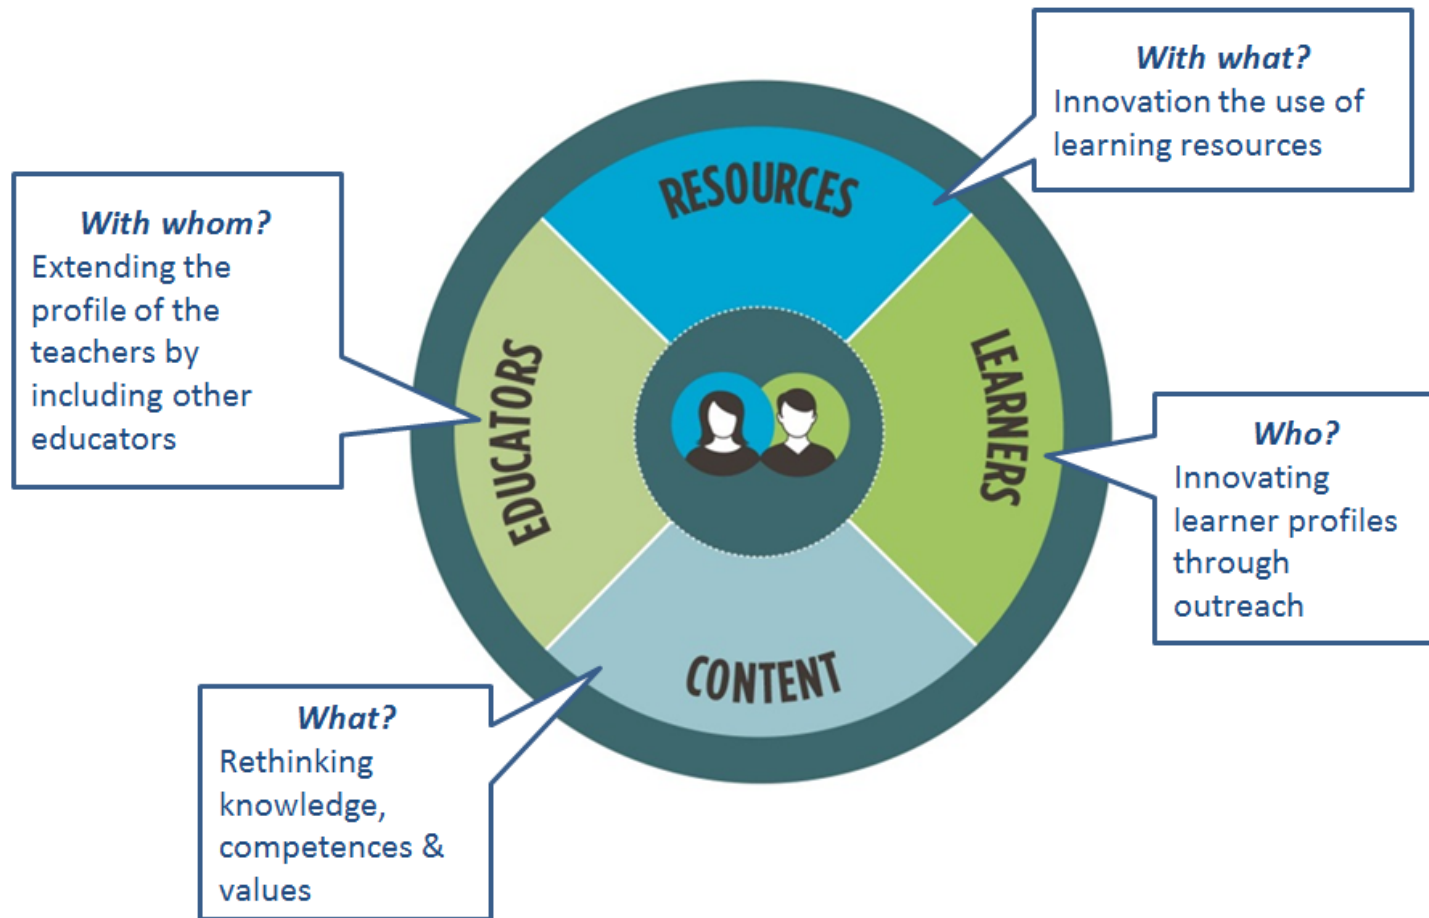 With what?
Innovation the use of
learning resources
RESOURCES
With whom?
Extending the
profile of the
teachers by
including other
educators
EDUCATORS
LEARNERS
Who?
Innovating
learner profiles
through
outreach
CONTENT
What?
Rethinking
knowledge,
competences &
values